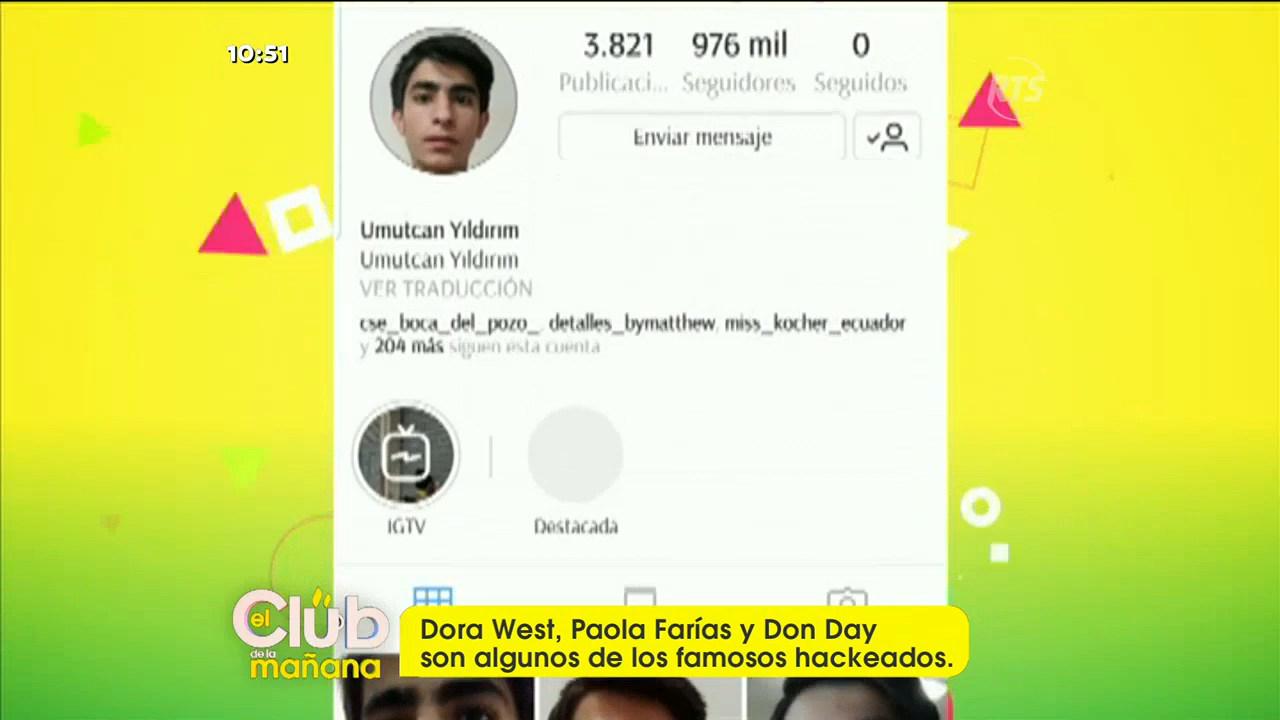 10:51
RTS
3.821 976 mil 0
Publicaci... Seguidores Seguidos
Enviar mensaje
Umutcan Yıldırım
Umutcan Yıldırım
VER TRADUCCIÓN
cse_boca_del_pozo_, detalles_bymatthew, miss_kocher_ecuador
y 204 más siguen esta cuenta
IGTV
Destacada
el Club
de la
mañana
Dora West, Paola Farías y Don Day
son algunos de los famosos hackeados.